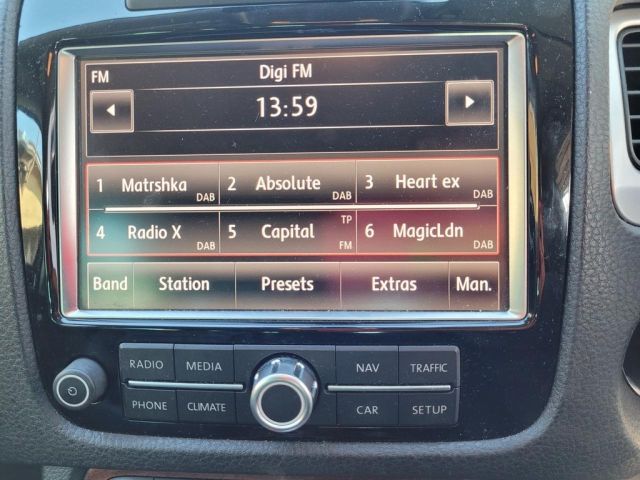 FM Digi FM
13:59
1 Matrshka DAB 2 Absolute DAB 3 Heart ex DAB
4 Radio X DAB 5 Capital TP FM 6 MagicLdn DAB
Band Station Presets Extras Man.
RADIO MEDIA NAV TRAFFIC
PHONE CLIMATE CAR SETUP